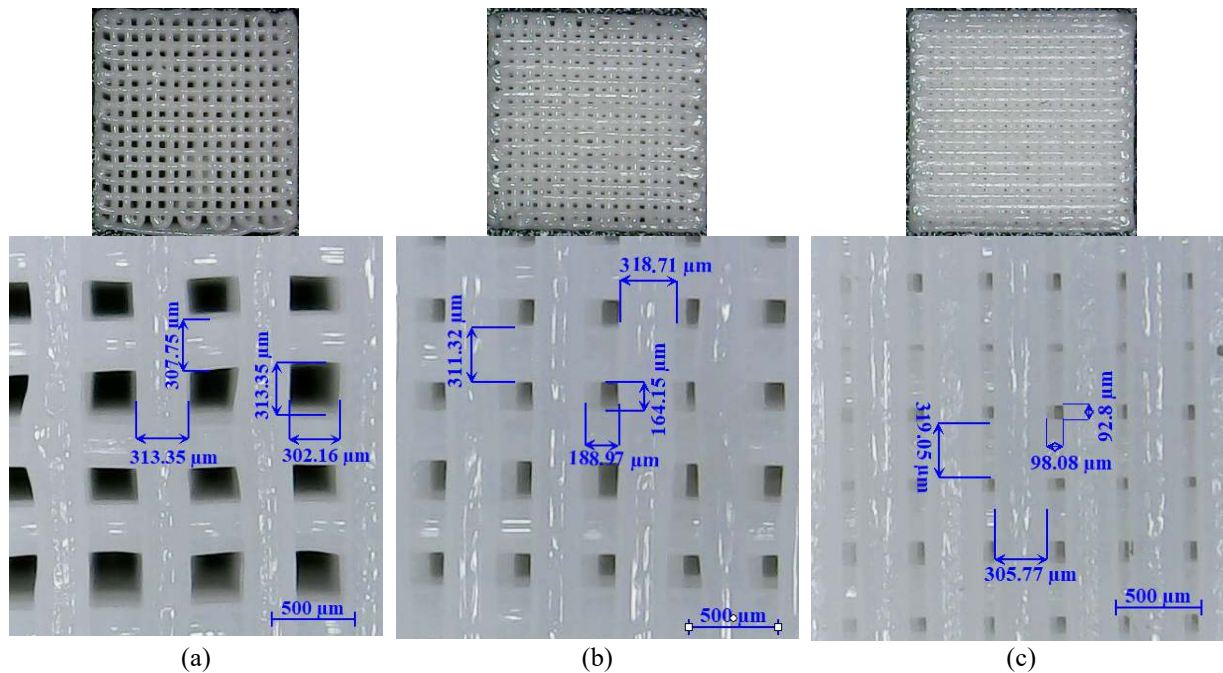 307.75 µm
313.35 µm
313.35 µm
302.16 µm
500 µm
318.71 µm
311.32 µm
164.15 µm
188.97 µm
500 µm
92.8 µm
98.08 µm
319.05 µm
305.77 µm
500 µm
(a)
(b)
(c)